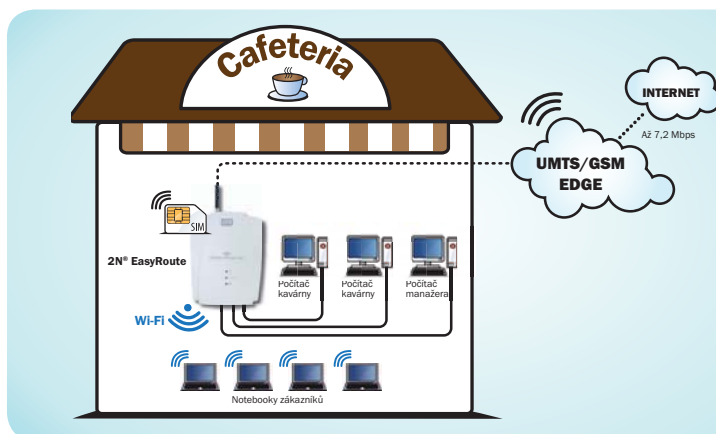 Cafeteria
INTERNET
Až 7,2 Mbps
UMTS/GSM
EDGE
SIM
2N® EasyRoute
Počítač
kavárny
Počítač
kavárny
Počítač
manažera
Wi-Fi
Notebooky zákazníků